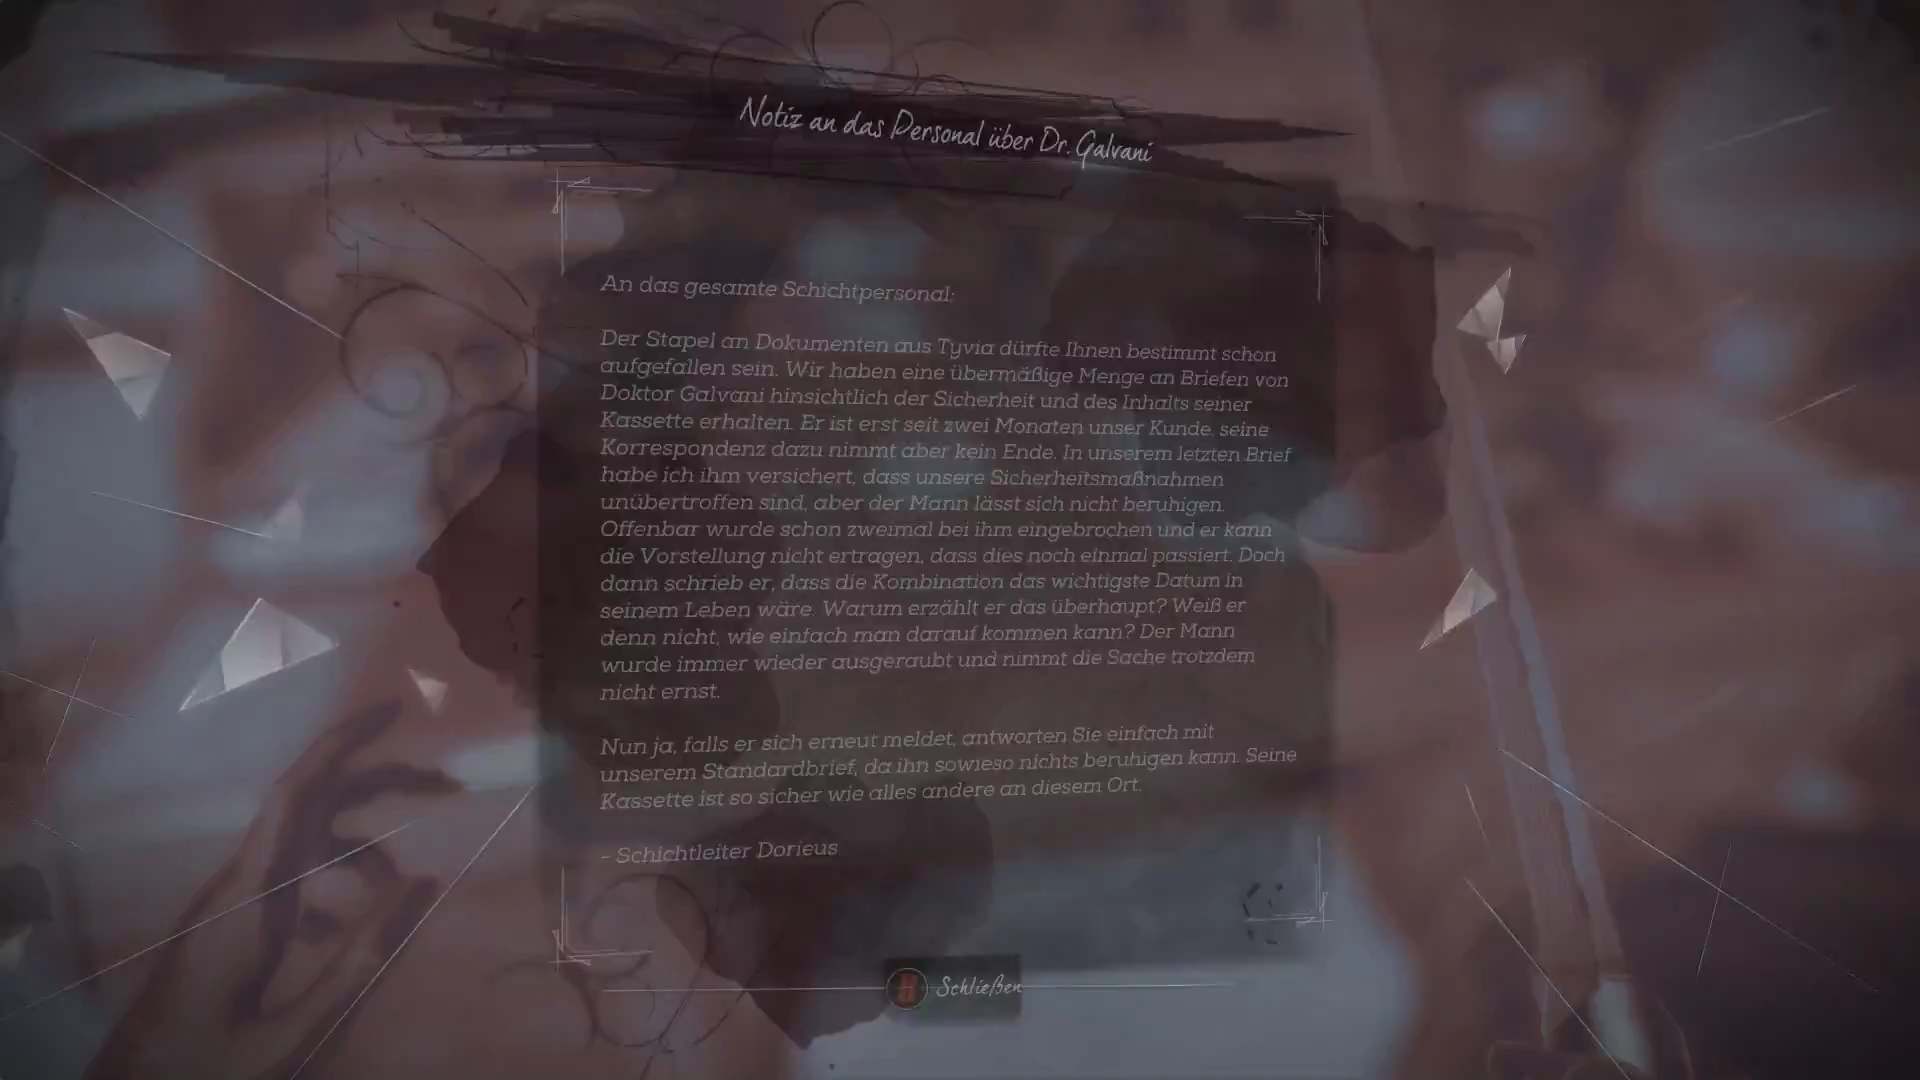 Notiz an das Personal über Dr. Galvani
An das gesamte Schichtpersonal:
Der Stapel an Dokumenten aus Tyvia dürfte Ihnen bestimmt schon
aufgefallen sein. Wir haben eine übermäßige Menge an Briefen von
Doktor Galvani hinsichtlich der Sicherheit und des Inhalts seiner
Kassette erhalten. Er ist erst seit zwei Monaten unser Kunde, seine
Korrespondenz dazu nimmt aber kein Ende. In unserem letzten Brief
habe ich ihm versichert, dass unsere Sicherheitsmaßnahmen
unübertroffen sind, aber der Mann lässt sich nicht beruhigen.
Offenbar wurde schon zweimal bei ihm eingebrochen und er kann
die Vorstellung nicht ertragen, dass dies noch einmal passiert. Doch
dann schrieb er, dass die Kombination das wichtigste Datum in
seinem Leben wäre. Warum erzählt er das überhaupt? Weiß er
denn nicht, wie einfach man darauf kommen kann? Der Mann
wurde immer wieder ausgeraubt und nimmt die Sache trotzdem
nicht ernst.
Nun ja, falls er sich erneut meldet, antworten Sie einfach mit
unserem Standardbrief, da ihn sowieso nichts beruhigen kann. Seine
Kassette ist so sicher wie alles andere an diesem Ort.
– Schichtleiter Dorieus
B Schließen